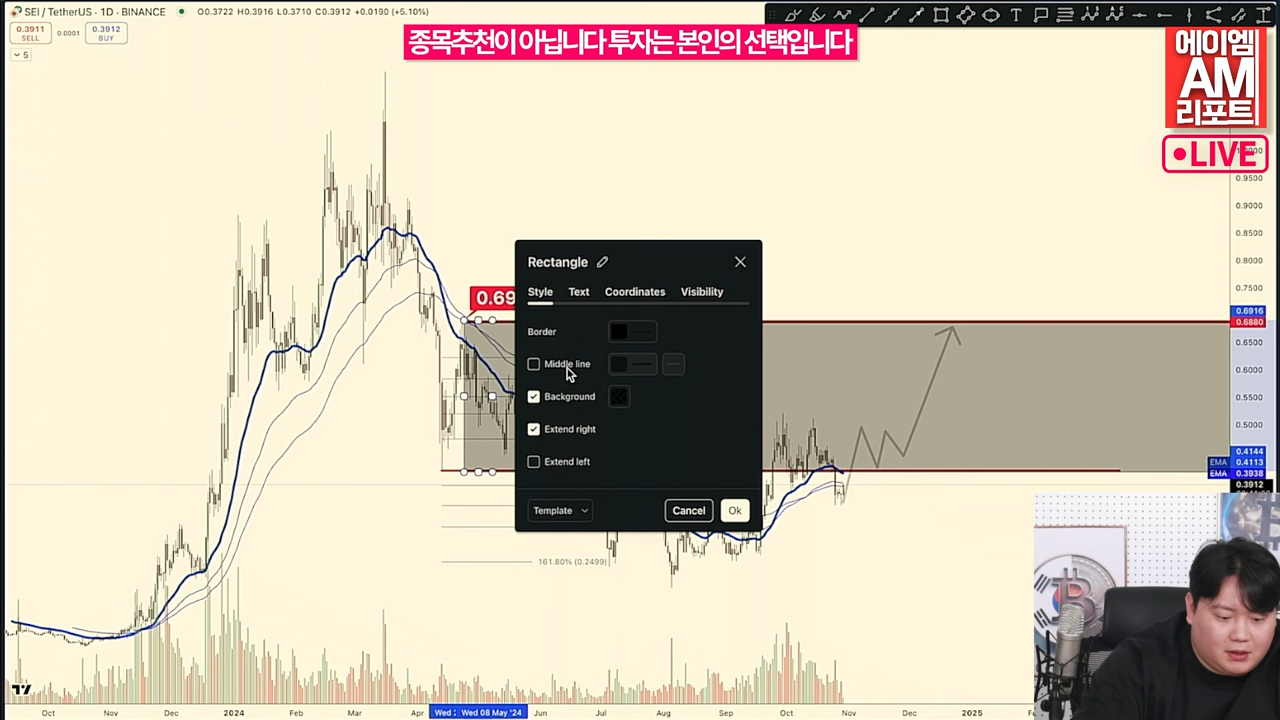 SEI / TetherUS · 1D · BINANCE O0.3722 H0.3916 L0.3710 C0.3912 +0.0190 (+5.10%)
0.3911
SELL
0.0001
0.3912
BUY
5
종목추천이 아닙니다 투자는 본인의 선택입니다
에이엠
AM
리포트
LIVE
0.9500
0.9000
0.8500
0.8000
0.7500
0.6916
0.6880
0.6500
0.6000
0.5500
0.5000
0.4144
EMA 0.4113
EMA 0.3938
0.3912
0.69
Rectangle
Style Text Coordinates Visibility
Border
Middle line
Background
Extend right
Extend left
Template Cancel Ok
161.80% (0.2499)
Oct Nov Dec 2024 Feb Mar Apr Wed Wed 08 May '24 Jun Jul Aug Sep Oct Nov Dec 2025